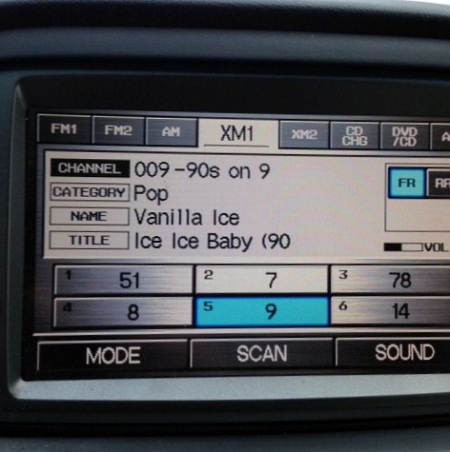 FM1 FM2 AM XM1 XM2 CD CHG DVD /CD A
CHANNEL 009-90s on 9
CATEGORY Pop
NAME Vanilla Ice
TITLE Ice Ice Baby (90
FR RR
VOL
1 51 2 7 3 78
4 8 5 9 6 14
MODE SCAN SOUND